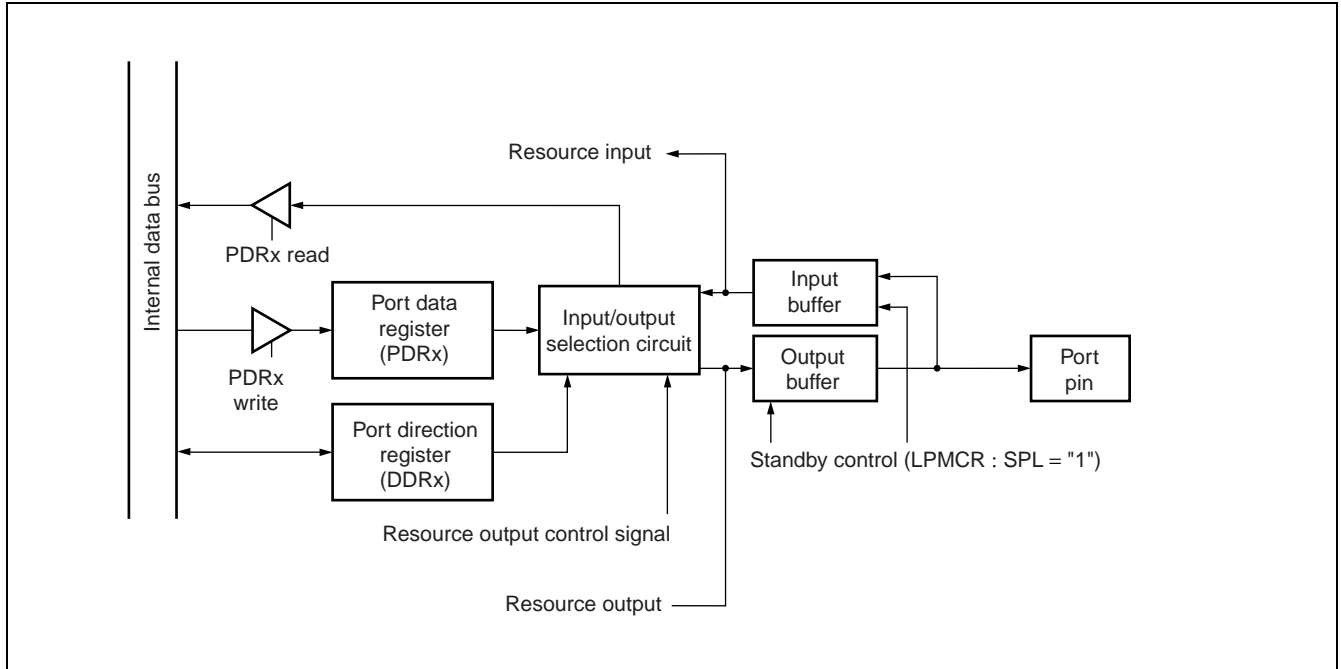 Internal data bus
Resource input
PDRx read
Port data
register
(PDRx)
PDRx
write
Input/output
selection circuit
Input
buffer
Output
buffer
Port
pin
Port direction
register
(DDRx)
Standby control (LPMCR : SPL = "1")
Resource output control signal
Resource output